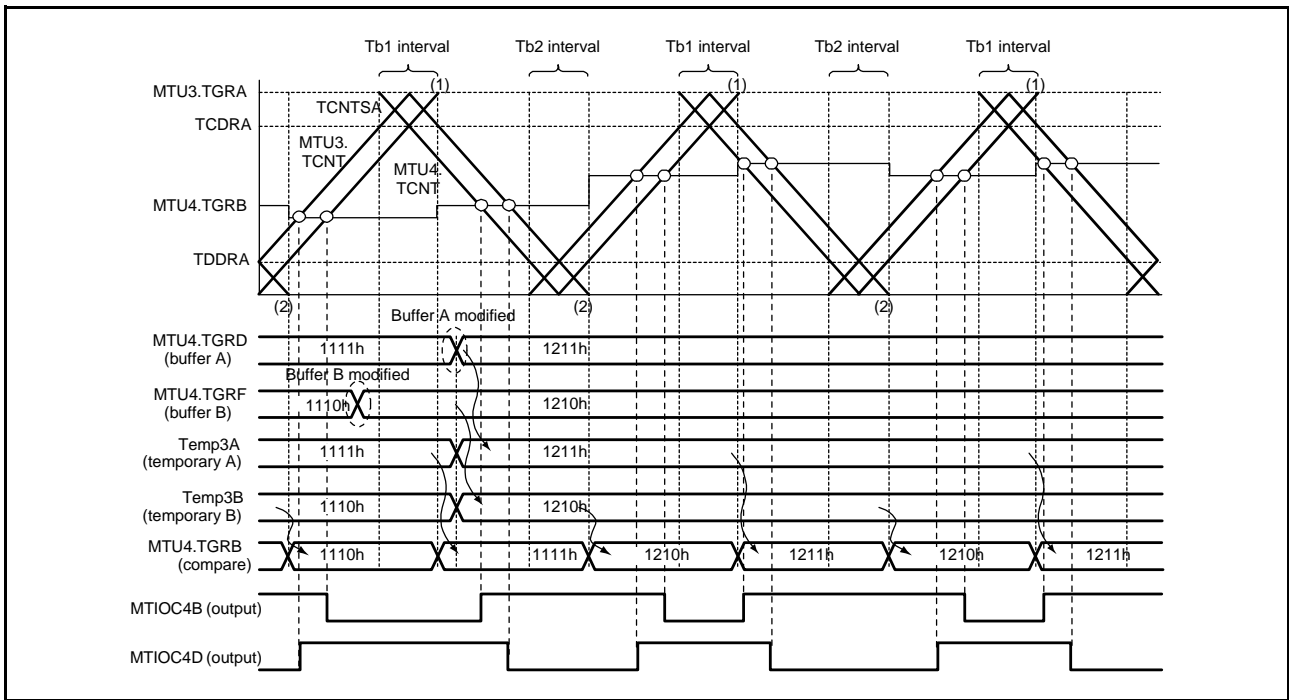 Tb1 interval Tb2 interval Tb1 interval Tb2 interval Tb1 interval
MTU3.TGRA
(1) (1) (1)
TCNTSA
TCDRA
MTU3.
TCNT
MTU4.
TCNT
MTU4.TGRB
TDDRA
(2) (2) (2)
Buffer A modified
MTU4.TGRD
(buffer A)
1111h 1211h
Buffer B modified
MTU4.TGRF
(buffer B)
1110h 1210h
Temp3A
(temporary A)
1111h 1211h
Temp3B
(temporary B)
1110h 1210h
MTU4.TGRB
(compare)
1110h 1111h 1210h 1211h 1210h 1211h
MTIOC4B (output)
MTIOC4D (output)